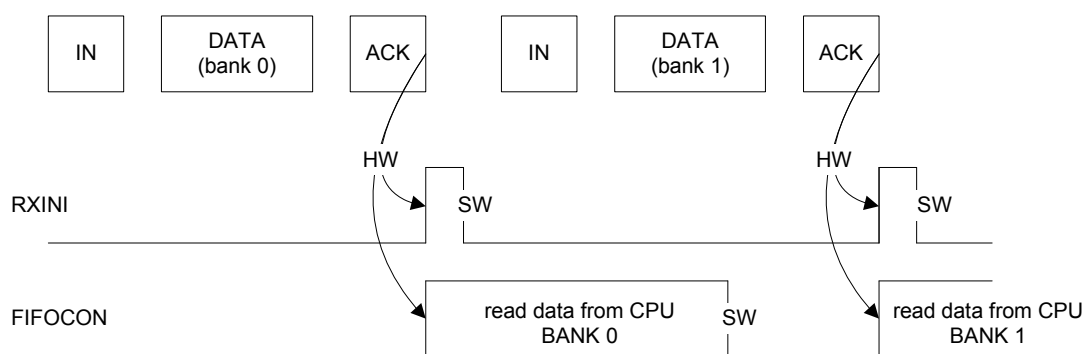 IN
DATA
(bank 0)
ACK
IN
DATA
(bank 1)
ACK
HW
HW
RXINI
SW
SW
FIFOCON
read data from CPU
BANK 0
SW
read data from CPU
BANK 1